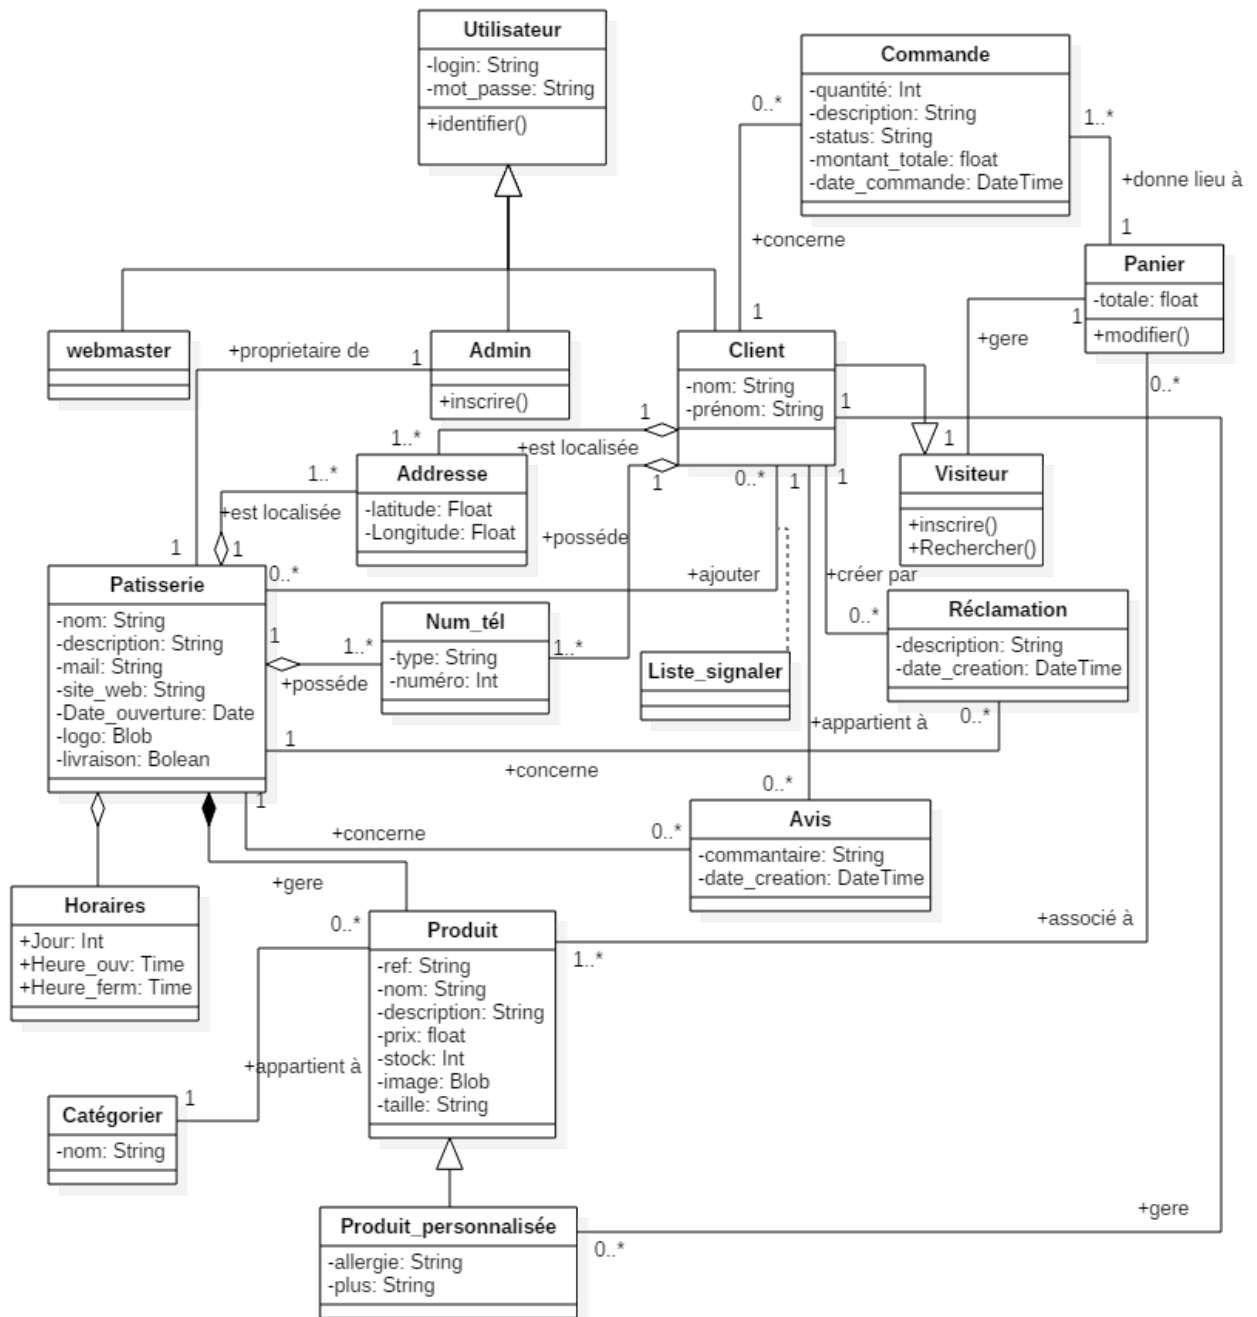 Utilisateur
-login: String
-mot_passe: String
+identifier()
Commande
-quantité: Int
-description: String
-status: String
-montant_totale: float
-date_commande: DateTime
0..*
1..*
+donne lieu à
+concerne
1
1
Panier
-totale: float
+modifier()
1
+gere
0..*
webmaster
+proprietaire de
1
Admin
+inscrire()
Client
-nom: String
-prénom: String
1
1
1..*
+est localisée
1
Visiteur
+inscrire()
+Rechercher()
1..*
Addresse
-latitude: Float
-Longitude: Float
+est localisée
1
1
0..*
1
0..*
1
1
+posséde
+ajouter
+créer par
Patisserie
-nom: String
-description: String
-mail: String
-site_web: String
-Date_ouverture: Date
-logo: Blob
-livraison: Bolean
1
1..*
+posséde
Num_tél
-type: String
-numéro: Int
1..*
0..*
Réclamation
-description: String
-date_creation: DateTime
Liste_signaler
+appartient à
0..*
1
+concerne
1
+concerne
0..*
0..*
Avis
-commantaire: String
-date_creation: DateTime
+gere
Horaires
+Jour: Int
+Heure_ouv: Time
+Heure_ferm: Time
0..*
Produit
-ref: String
-nom: String
-description: String
-prix: float
-stock: Int
-image: Blob
-taille: String
1..*
+associé à
+appartient à
1
Catégorier
-nom: String
Produit_personnalisée
-allergie: String
-plus: String
0..*
+gere